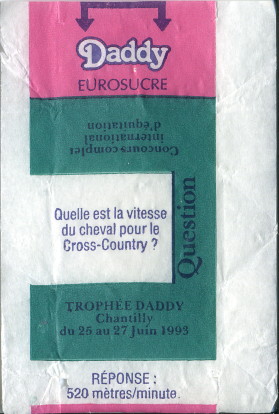 Daddy
EUROSUCRE
Concours complet
international
d'équitation
Quelle est la vitesse
du cheval pour le
Cross-Country ?
Question
TROPHÉE DADDY
Chantilly
du 25 au 27 Juin 1993
RÉPONSE :
520 mètres/minute.